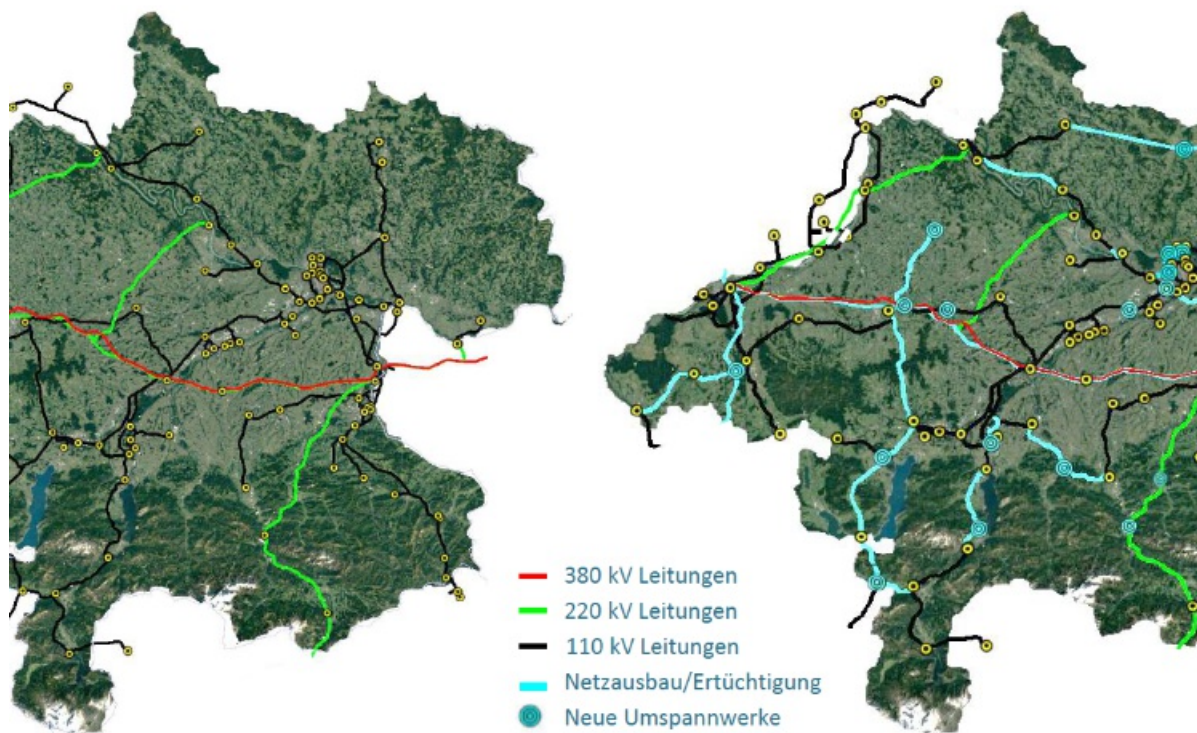 380 kV Leitungen
220 kV Leitungen
110 kV Leitungen
Netzausbau/Ertüchtigung
Neue Umspannwerke